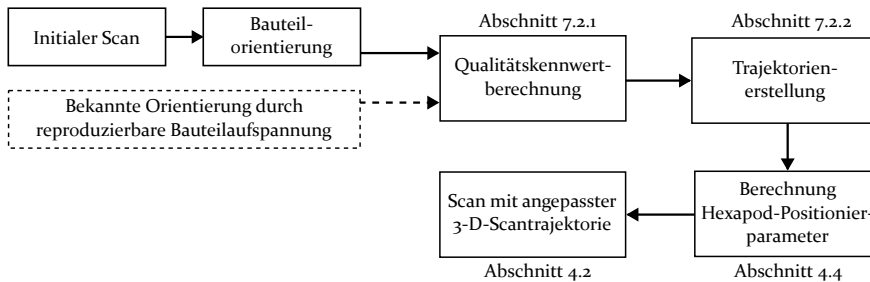 Initialer Scan
Bauteil-
orientierung
Abschnitt 7.2.1
Qualitätskennwert-
berechnung
Abschnitt 7.2.2
Trajektorien-
erstellung
Bekannte Orientierung durch
reproduzierbare Bauteilaufspannung
Scan mit angepasster
3-D-Scantrajektorie
Abschnitt 4.2
Berechnung
Hexapod-Positionier-
parameter
Abschnitt 4.4